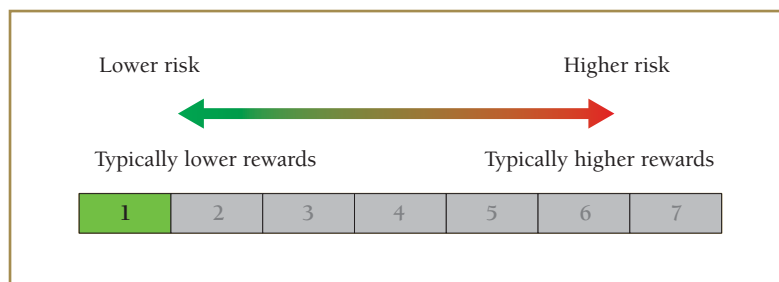 Lower risk Higher risk
Typically lower rewards Typically higher rewards
1 2 3 4 5 6 7